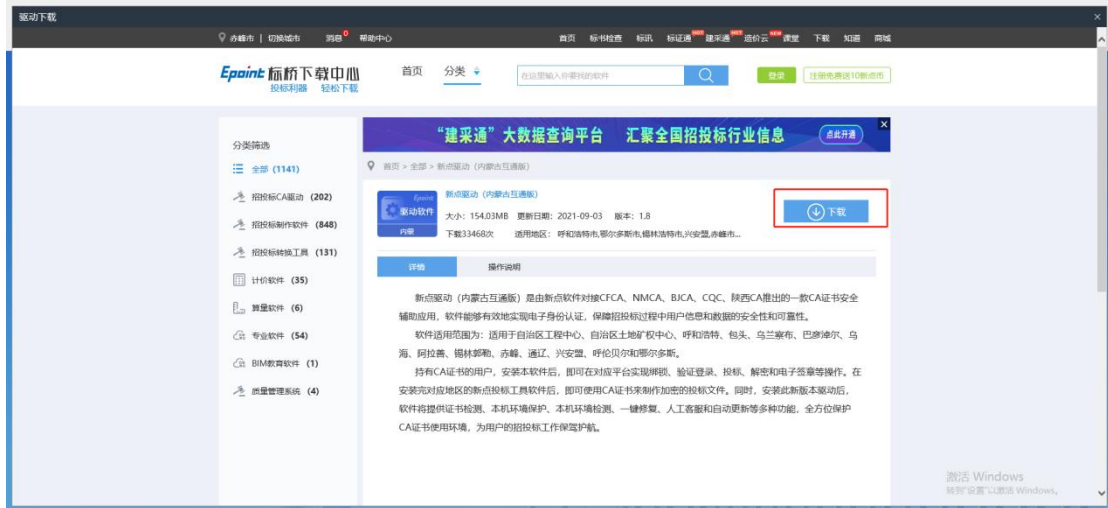 驱动下载
赤峰市 | 切换城市 消息 0 帮助中心 首页 标书检查 标讯 标证通 HOT 建采通 HOT 造价云 NEW 课堂 下载 知道 商城
Epoint 标桥下载中心 首页 分类
投标利器 轻松下载
在这里输入你要找的软件
登录 注册免费送10新点币
分类筛选
全部 (1141)
招投标CA驱动 (202)
招投标制作软件 (848)
招投标转换工具 (131)
计价软件 (35)
算量软件 (6)
专业软件 (54)
BIM教育软件 (1)
质量管理系统 (4)
“建采通”大数据查询平台 汇聚全国招投标行业信息 点此开通
首页 > 全部 > 新点驱动（内蒙古互通版）
Epoint
驱动软件
内蒙
新点驱动（内蒙古互通版）
大小：154.03MB 更新日期：2021-09-03 版本：1.8
下载33468次 适用地区：呼和浩特市,鄂尔多斯市,锡林浩特市,兴安盟,赤峰市...
下载
详情 操作说明
新点驱动（内蒙古互通版）是由新点软件对接CFCA、NMCA、BJCA、CQC、陕西CA推出的一款CA证书安全
辅助应用，软件能够有效地实现电子身份认证，保障招投标过程中用户信息和数据的安全性和可靠性。
软件适用范围为：适用于自治区工程中心、自治区土地矿权中心、呼和浩特、包头、乌兰察布、巴彦淖尔、乌
海、阿拉善、锡林郭勒、赤峰、通辽、兴安盟、呼伦贝尔和鄂尔多斯。
持有CA证书的用户，安装本软件后，即可在对应平台实现绑锁、验证登录、投标、解密和电子签章等操作。在
安装完对应地区的新点投标工具软件后，即可使用CA证书来制作加密的投标文件。同时，安装此新版本驱动后，
软件将提供证书检测、本机环境保护、本机环境检测、一键修复、人工客服和自动更新等多种功能，全方位保护
CA证书使用环境，为用户的招投标工作保驾护航。
激活 Windows
转到“设置”以激活 Windows。